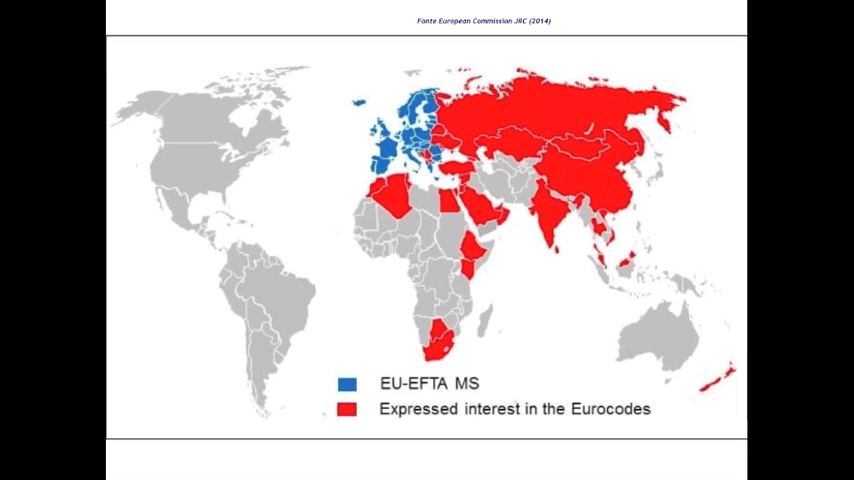 Fonte European Commission JRC (2014)
EU-EFTA MS
Expressed interest in the Eurocodes